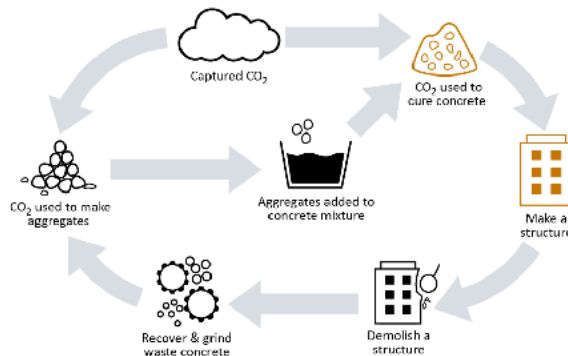 Captured CO₂
CO₂ used to
cure concrete
CO₂ used to make
aggregates
Aggregates added to
concrete mixture
Make a
structure
Recover & grind
waste concrete
Demolish a
structure